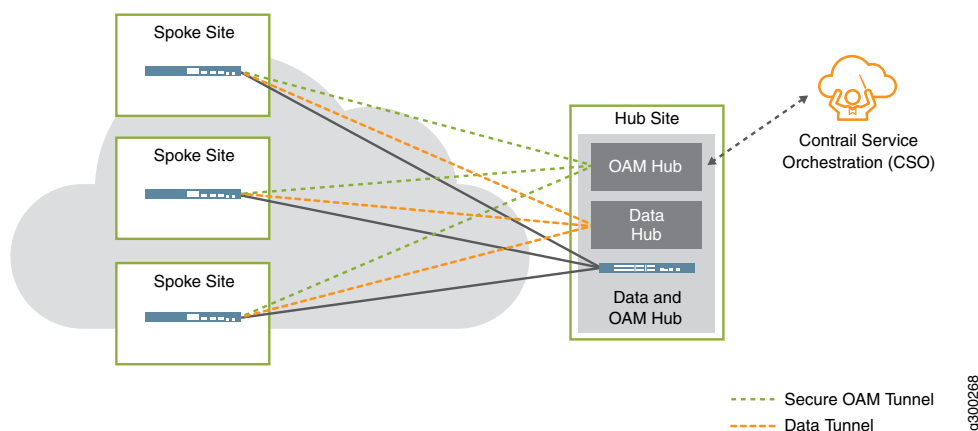 Spoke Site
Spoke Site
Spoke Site
Hub Site
OAM Hub
Data
Hub
Data and
OAM Hub
Contrail Service
Orchestration (CSO)
Secure OAM Tunnel
Data Tunnel
g300268